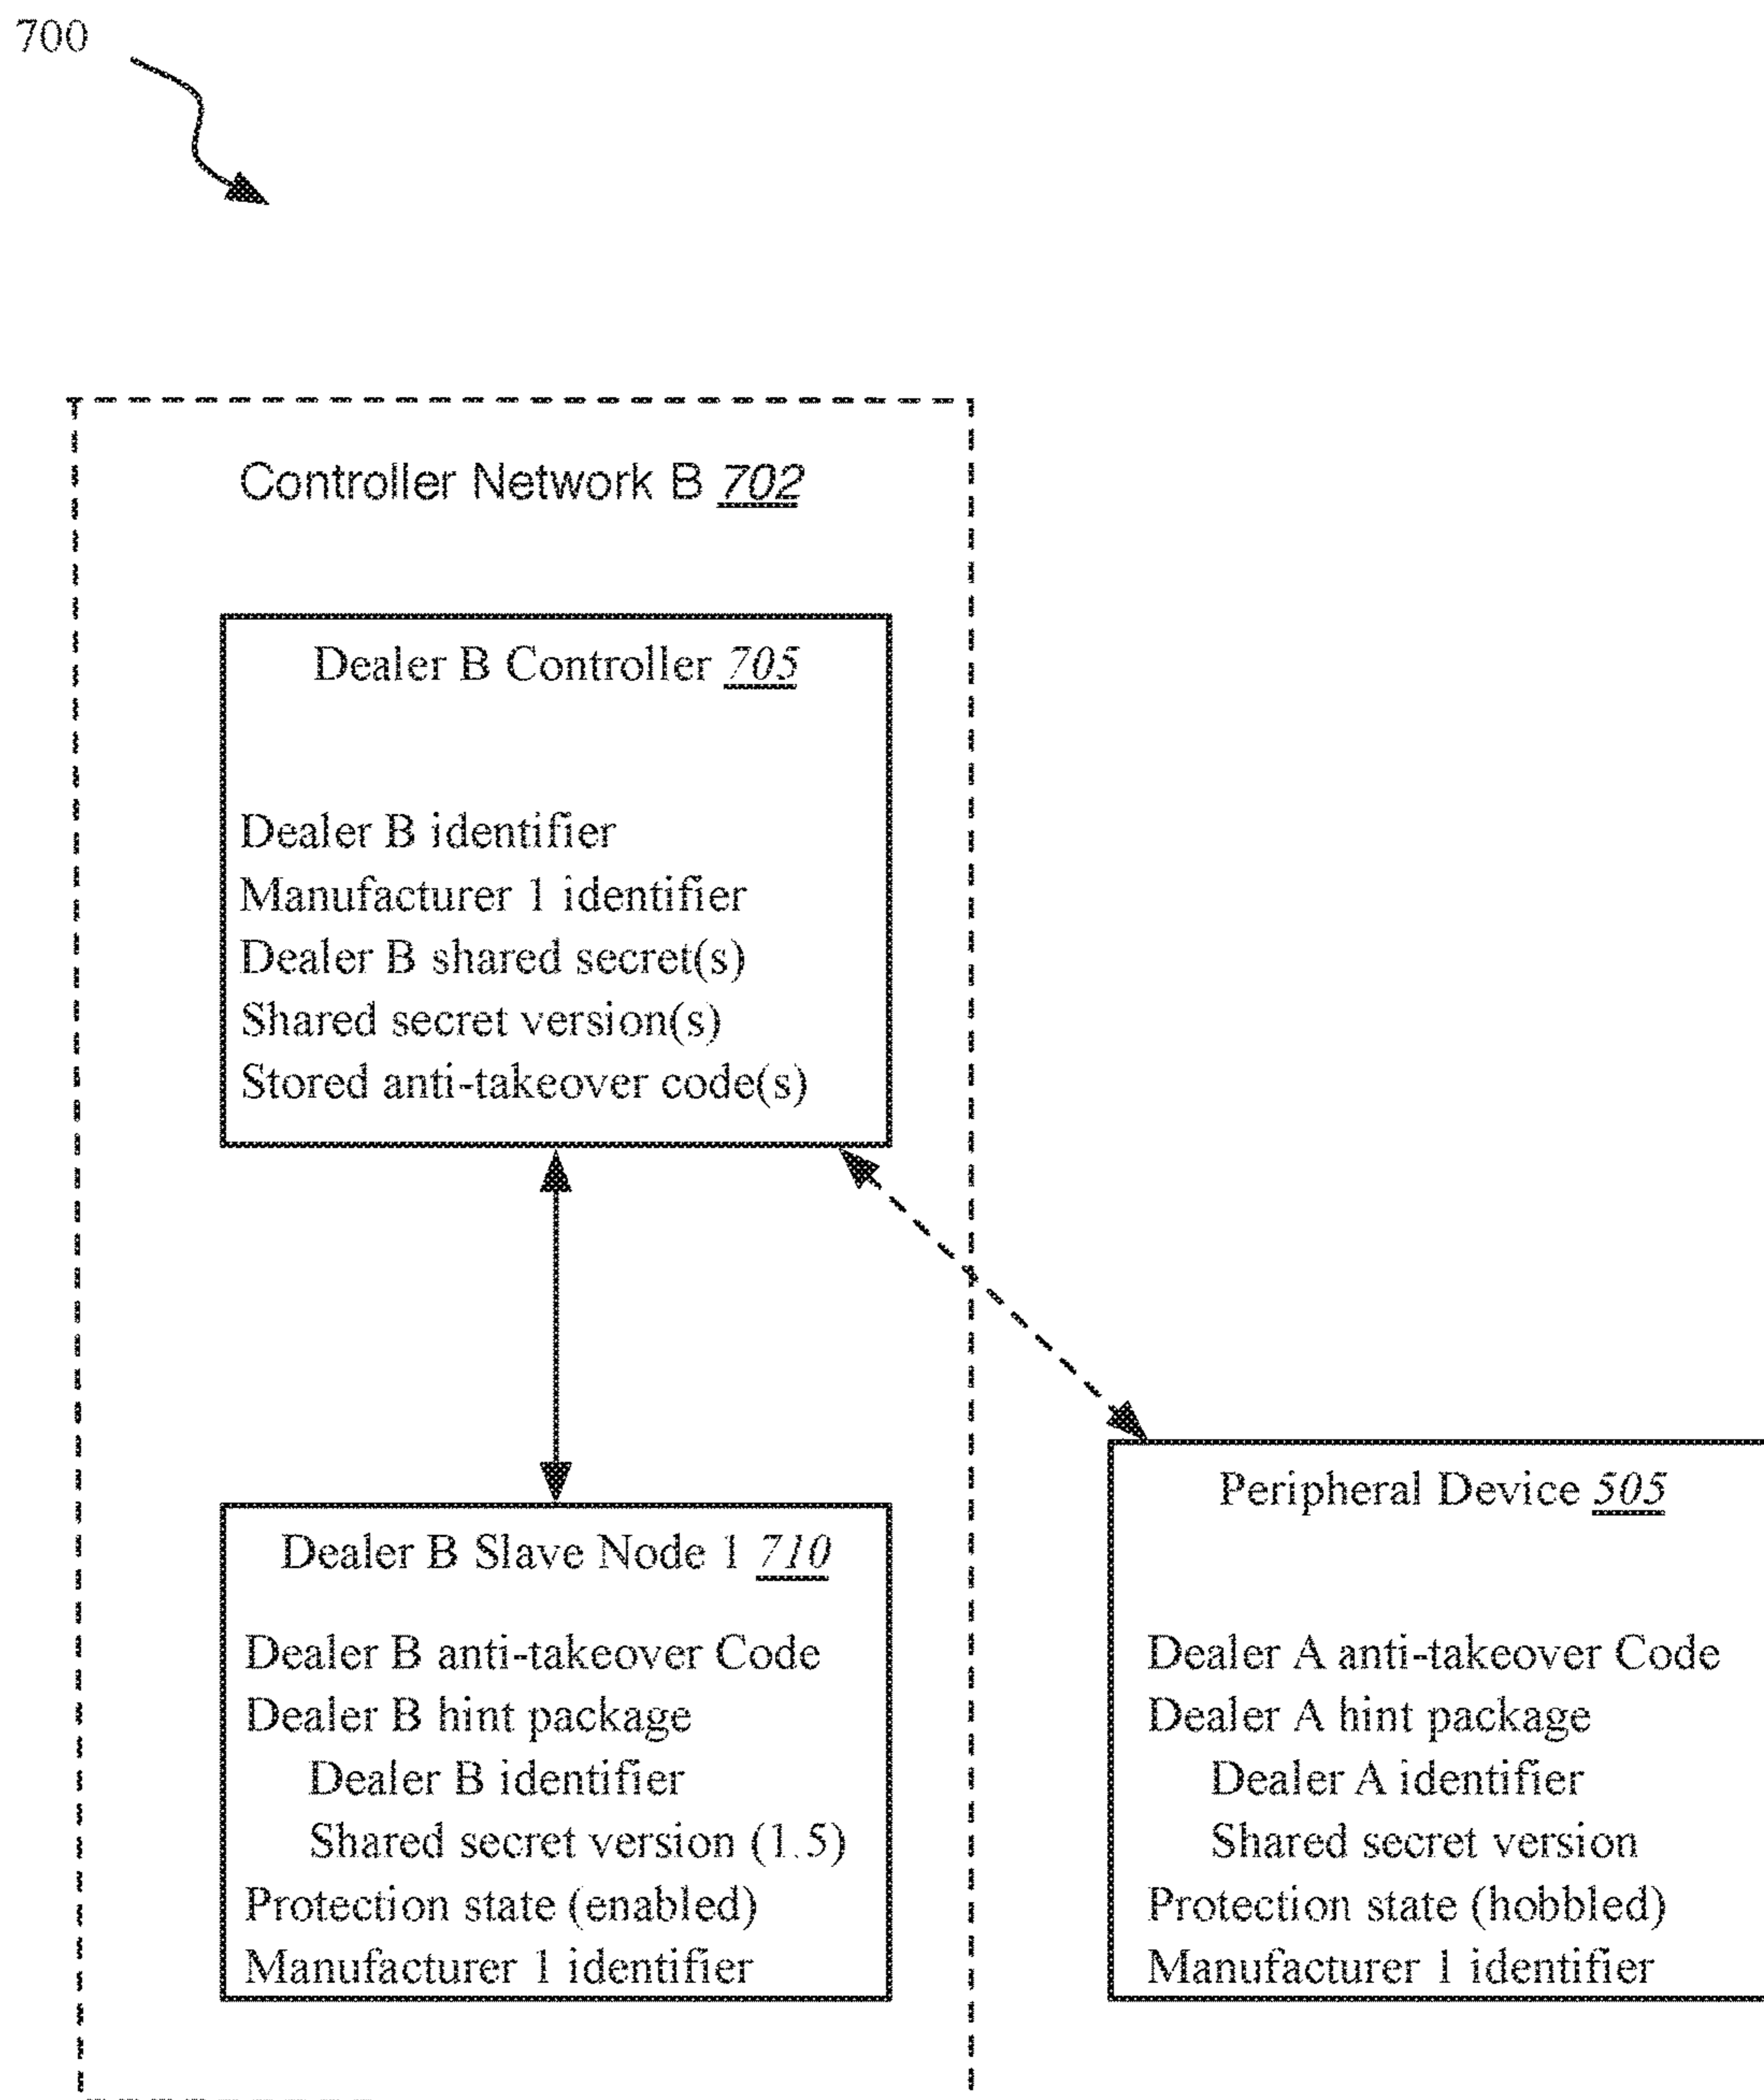 700
Controller Network B 702
Dealer B Controller 705
Dealer B identifier
Manufacturer 1 identifier
Dealer B shared secret(s)
Shared secret version(s)
Stored anti-takeover code(s)
Dealer B Slave Node 1 710
Dealer B anti-takeover Code
Dealer B hint package
Dealer B identifier
Shared secret version (1.5)
Protection state (enabled)
Manufacturer 1 identifier
Peripheral Device 505
Dealer A anti-takeover Code
Dealer A hint package
Dealer A identifier
Shared secret version
Protection state (hobbled)
Manufacturer 1 identifier